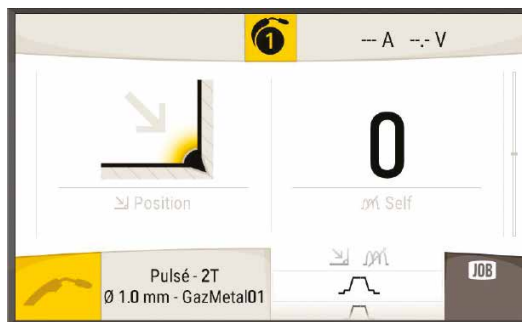 1
--- A --.- V
0
Position
Self
Pulsé - 2T
Ø 1.0 mm - GazMetal01
JOB